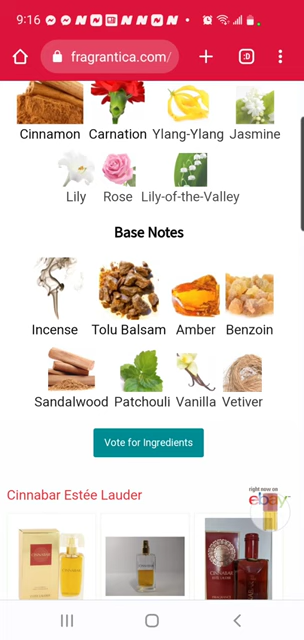 9:16
fragrantica.com/
:D
Cinnamon Carnation Ylang-Ylang Jasmine
Lily Rose Lily-of-the-Valley
Base Notes
Incense Tolu Balsam Amber Benzoin
Sandalwood Patchouli Vanilla Vetiver
Vote for Ingredients
right now on
ebay
Cinnabar Estée Lauder
CINNABAR